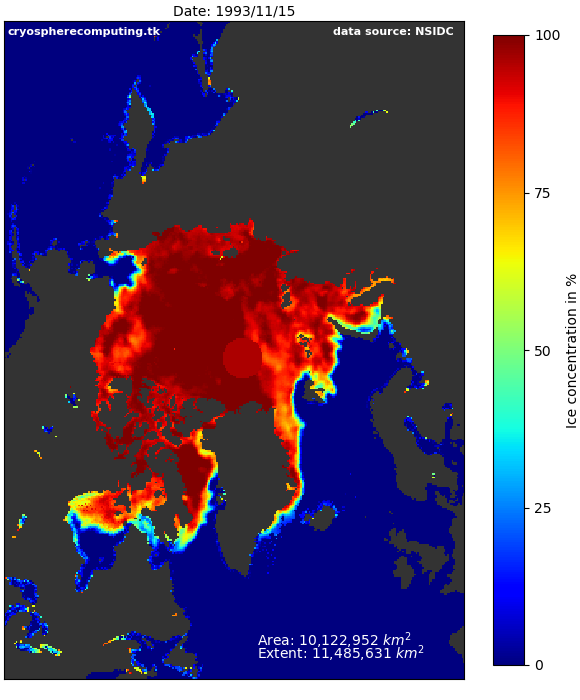 Date: 1993/11/15
cryospherecomputing.tk data source: NSIDC
100
75
50
25
0
Ice concentration in %
Area: 10,122,952 km²
Extent: 11,485,631 km²